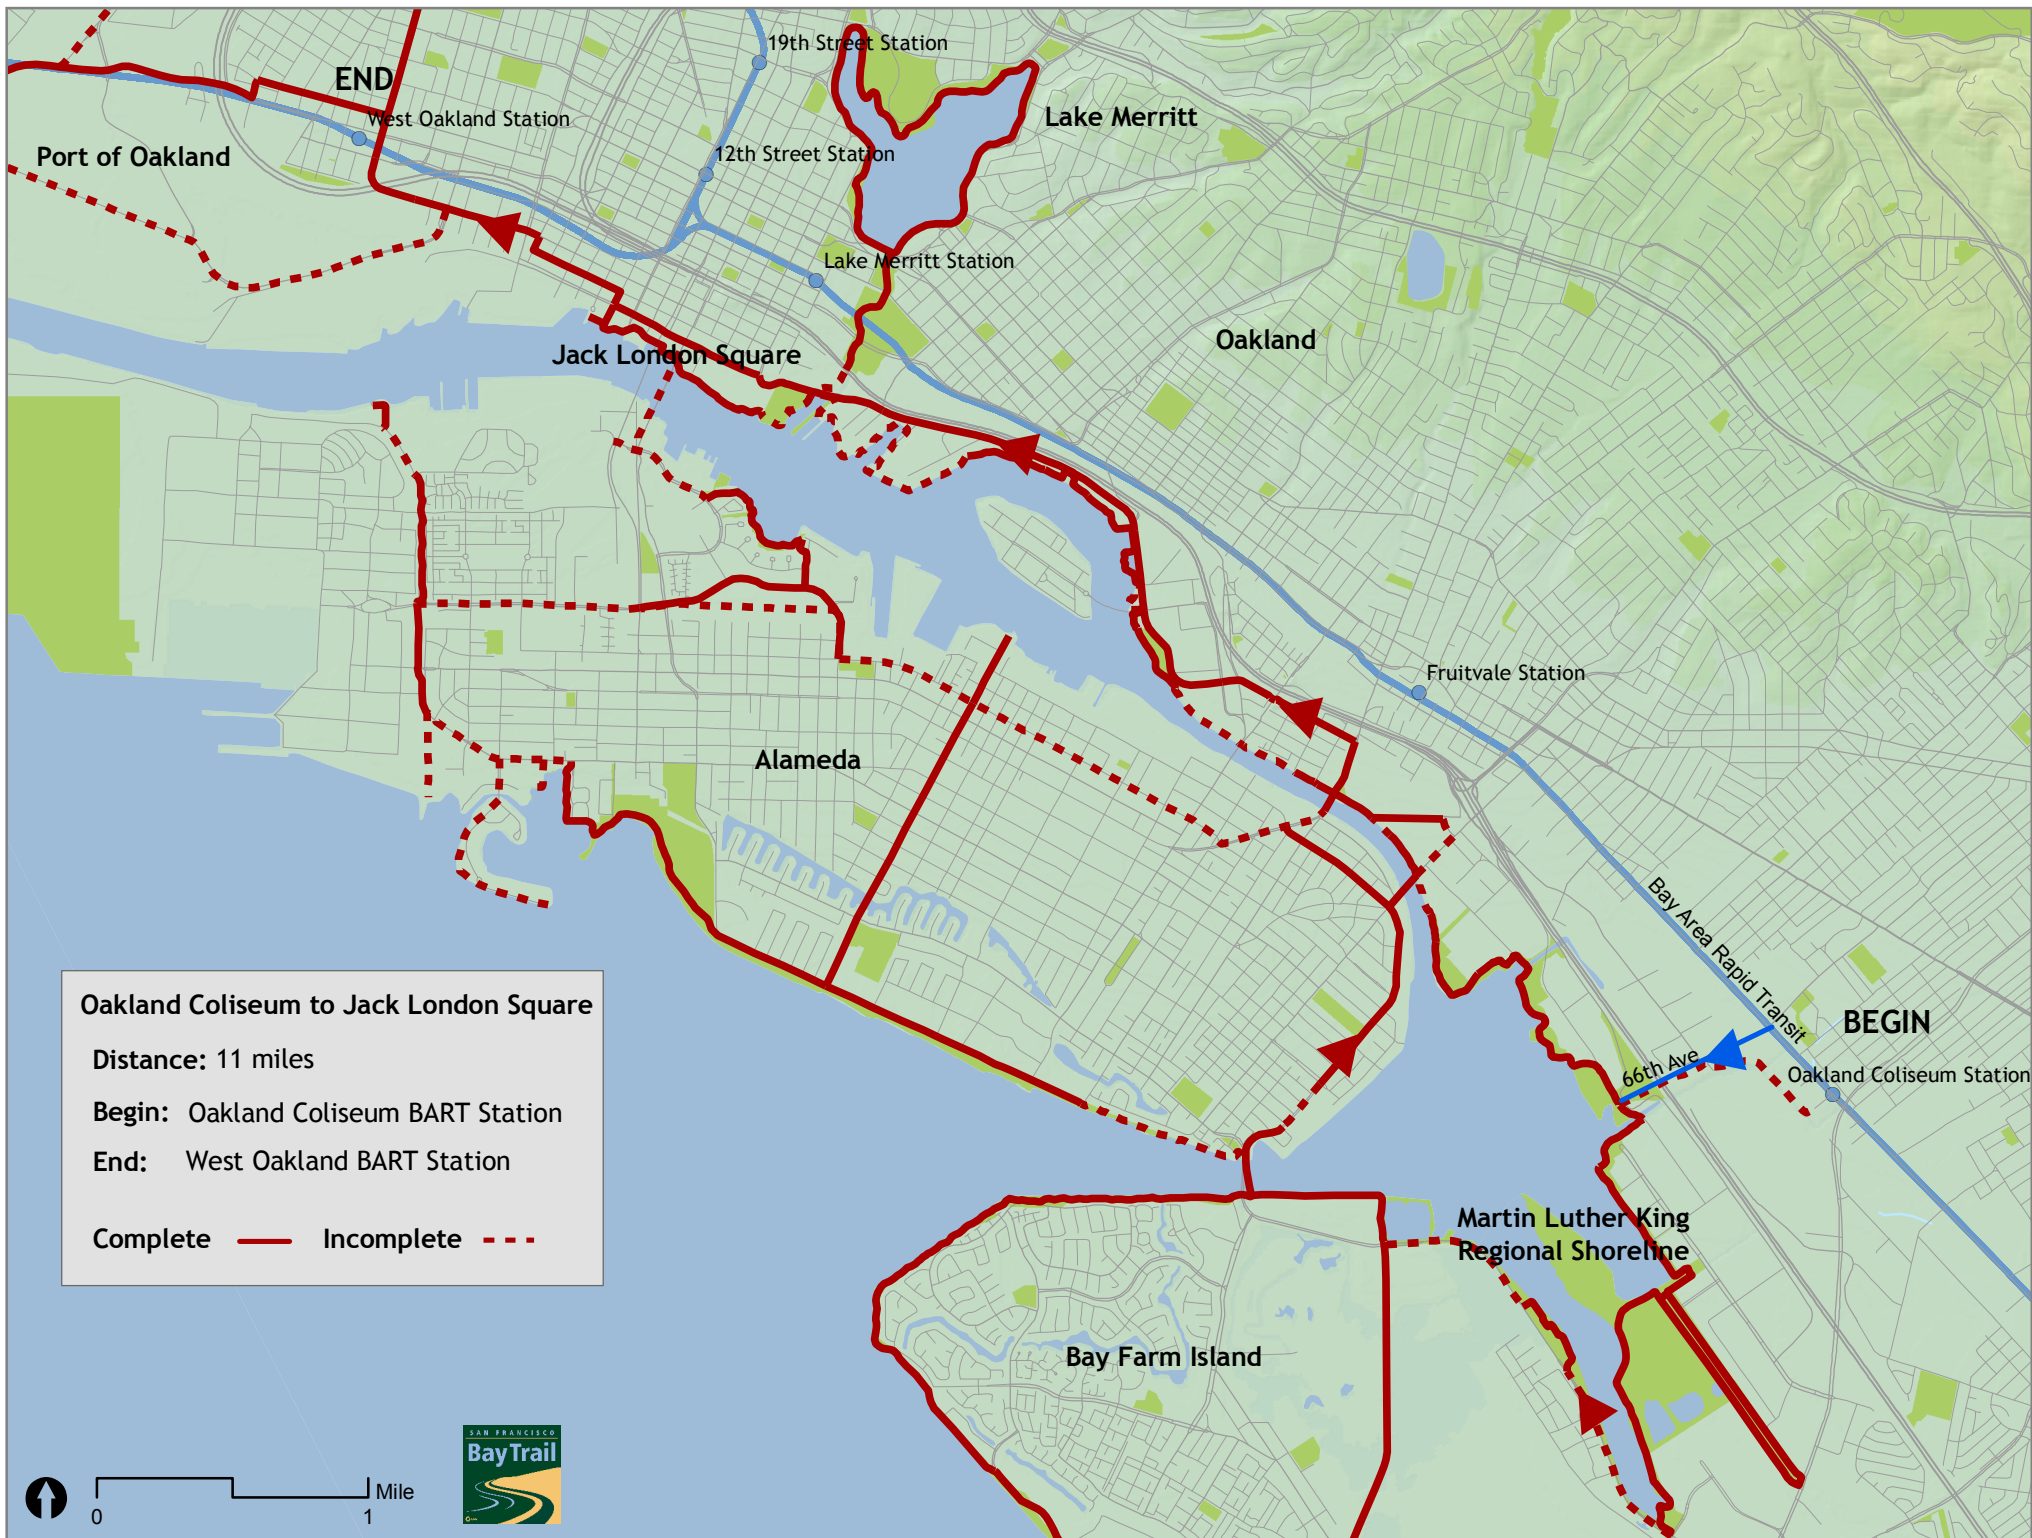 19th Street Station
END
Lake Merritt
West Oakland Station
Port of Oakland
12th Street Station
Lake Merritt Station
Oakland
Jack London Square
Fruitvale Station
Alameda
Bay Area Rapid Transit
BEGIN
66th Ave
Oakland Coliseum Station
Oakland Coliseum to Jack London Square
Distance: 11 miles
Begin: Oakland Coliseum BART Station
End: West Oakland BART Station
Complete Incomplete
Martin Luther King
Regional Shoreline
Bay Farm Island
SAN FRANCISCO
Bay Trail
Mile
0 1